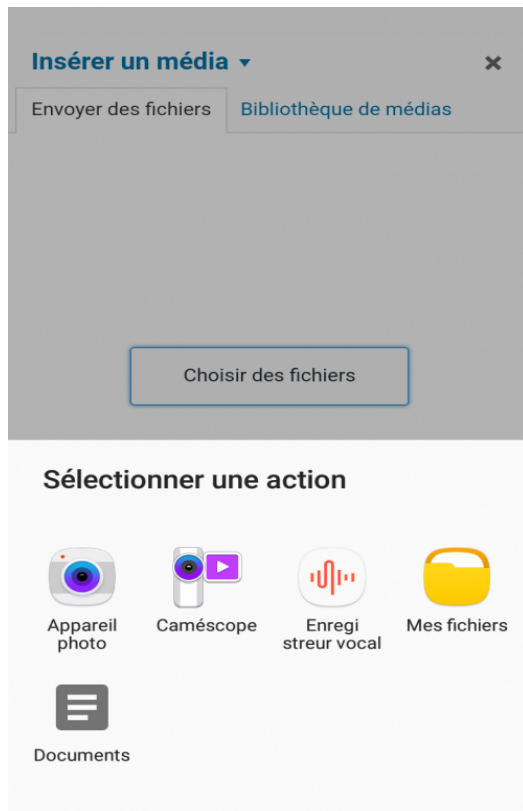 Insérer un média
Envoyer des fichiers Bibliothèque de médias
Choisir des fichiers
Sélectionner une action
Appareil photo
Caméscope
Enregi streur vocal
Mes fichiers
Documents